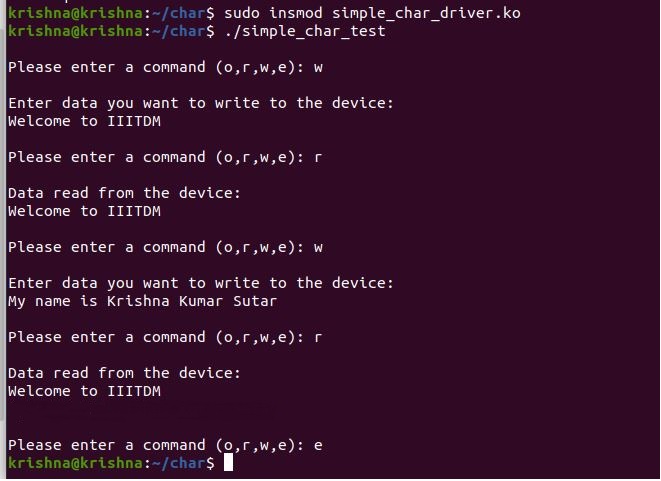 krishna@krishna:~/char$ sudo insmod simple_char_driver.ko
krishna@krishna:~/char$ ./simple_char_test
Please enter a command (o,r,w,e): w
Enter data you want to write to the device:
Welcome to IIITDM
Please enter a command (o,r,w,e): r
Data read from the device:
Welcome to IIITDM
Please enter a command (o,r,w,e): w
Enter data you want to write to the device:
My name is Krishna Kumar Sutar
Please enter a command (o,r,w,e): r
Data read from the device:
Welcome to IIITDM
Please enter a command (o,r,w,e): e
krishna@krishna:~/char$